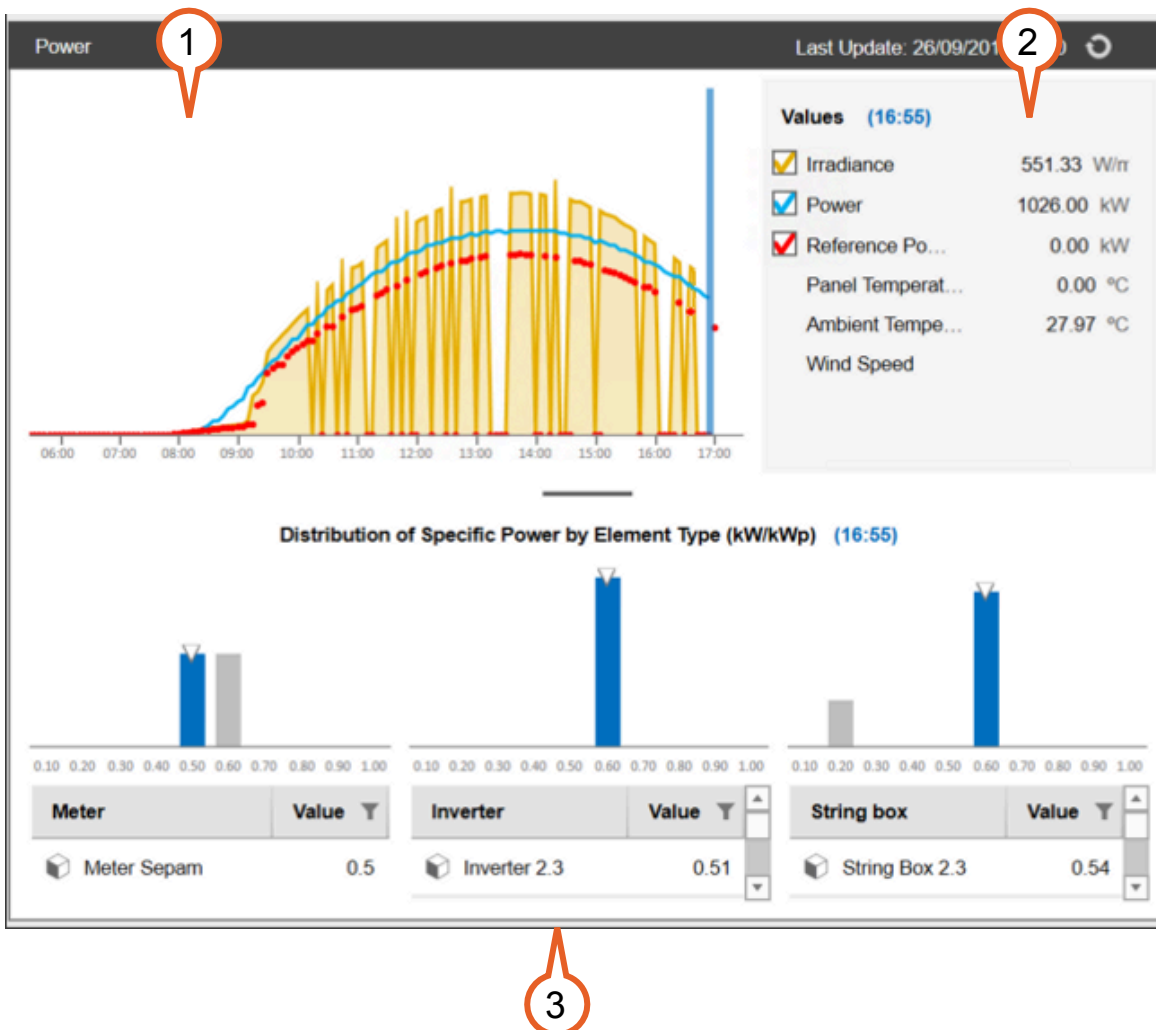 1
2
Power
Last Update: 26/09/201
Values (16:55)
Irradiance 551.33 W/m
Power 1026.00 kW
Reference Po... 0.00 kW
Panel Temperat... 0.00 ºC
Ambient Tempe... 27.97 ºC
Wind Speed
06:00 07:00 08:00 09:00 10:00 11:00 12:00 13:00 14:00 15:00 16:00 17:00
Distribution of Specific Power by Element Type (kW/kWp) (16:55)
0.10 0.20 0.30 0.40 0.50 0.60 0.70 0.80 0.90 1.00
0.10 0.20 0.30 0.40 0.50 0.60 0.70 0.80 0.90 1.00
0.10 0.20 0.30 0.40 0.50 0.60 0.70 0.80 0.90 1.00
Meter Value
Meter Sepam 0.5
Inverter Value
Inverter 2.3 0.51
String box Value
String Box 2.3 0.54
3